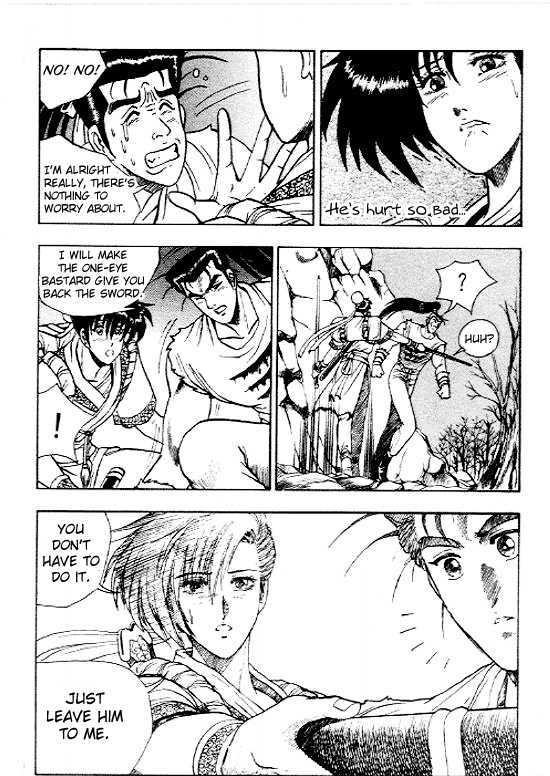 NO! NO!
I'M ALRIGHT
REALLY, THERE'S
NOTHING TO
WORRY ABOUT.
He's hurt so bad...
I WILL MAKE
THE ONE-EYE
BASTARD GIVE YOU
BACK THE SWORD.
!
?
HUH?
YOU
DON'T
HAVE TO
DO IT.
JUST
LEAVE HIM
TO ME.